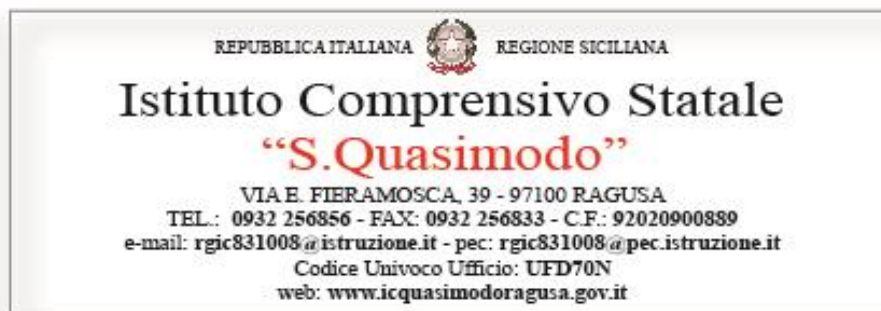 REPUBBLICA ITALIANA REGIONE SICILIANA
Istituto Comprensivo Statale
“S.Quasimodo”
VIA E. FIERAMOSCA, 39 - 97100 RAGUSA
TEL.: 0932 256856 - FAX: 0932 256833 - C.F.: 92020900889
e-mail: rgic831008@istruzione.it - pec: rgic831008@pec.istruzione.it
Codice Univoco Ufficio: UFD70N
web: www.icquasimodoragusa.gov.it